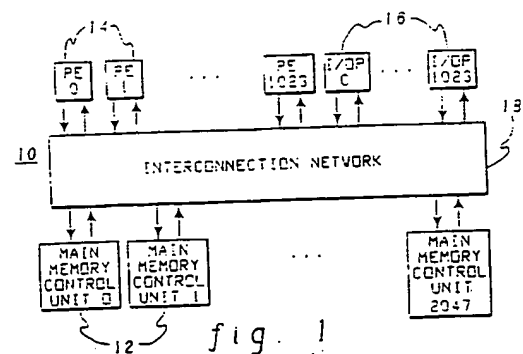 14
16
PE 0
PE 1
. . .
PE 1023
I/OP 0
. . .
I/OP 1023
18
10
INTERCONNECTION NETWORK
MAIN MEMORY CONTROL UNIT 0
MAIN MEMORY CONTROL UNIT 1
. . .
MAIN MEMORY CONTROL UNIT 2047
12
fig. 1